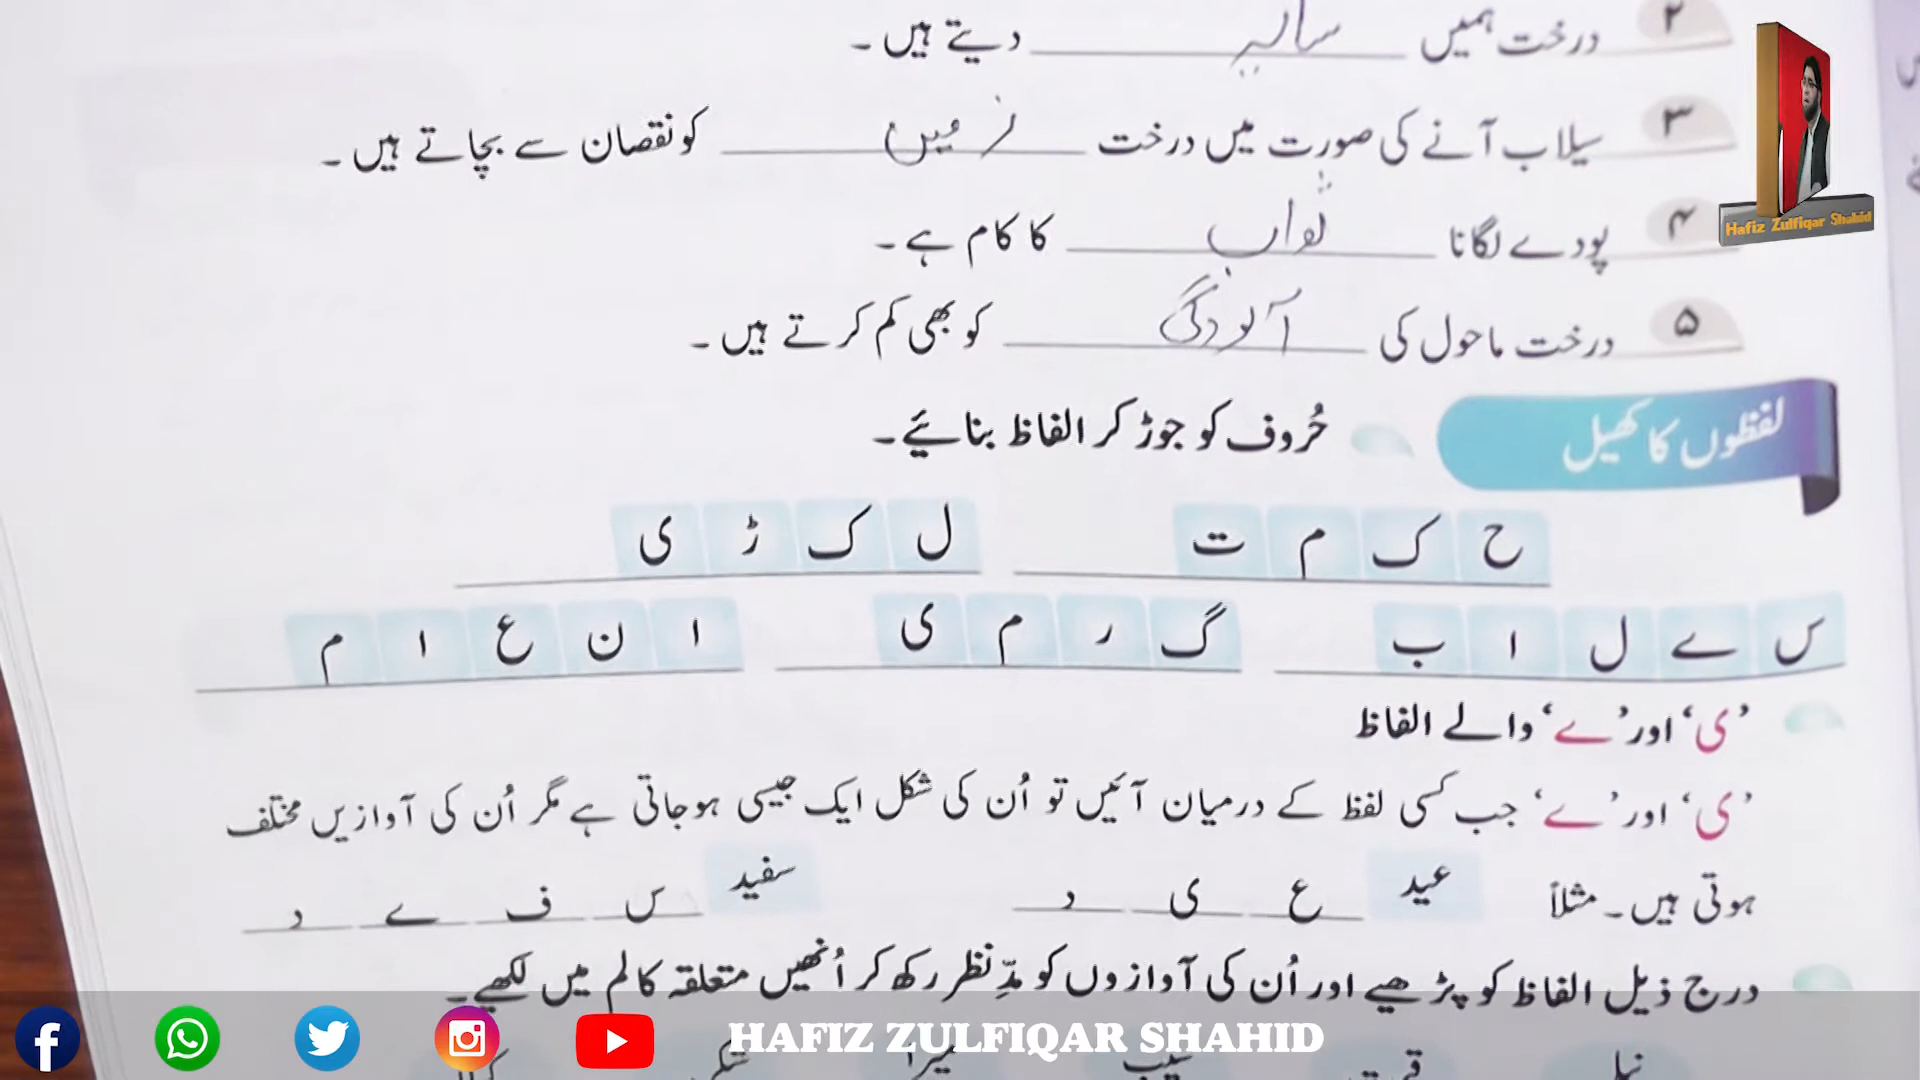 ۲ درخت ہمیں سایہ دیتے ہیں۔
۳ سیلاب آنے کی صورت میں درخت زمین کو نقصان سے بچاتے ہیں۔
۴ پودے لگانا ثواب کا کام ہے۔
۵ درخت ماحول کی آلودگی کو بھی کم کرتے ہیں۔
لفظوں کا کھیل حُروف کو جوڑ کر الفاظ بنائیے۔
ح ک م ت ل ک ڑ ی
س ے ل ا ب گ ر م ی ا ن ع ا م
’ی‘ اور ’ے‘ والے الفاظ
’ی‘ اور ’ے‘ جب کسی لفظ کے درمیان آئیں تو اُن کی شکل ایک جیسی ہو جاتی ہے مگر اُن کی آوازیں مختلف
ہوتی ہیں۔ مثلاً عید ع ی د سفید س ف ے د
درج ذیل الفاظ کو پڑھیے اور اُن کی آوازوں کو مدِّنظر رکھ کر اُنھیں متعلقہ کالم میں لکھیے۔
Hafiz Zulfiqar Shahid
HAFIZ ZULFIQAR SHAHID